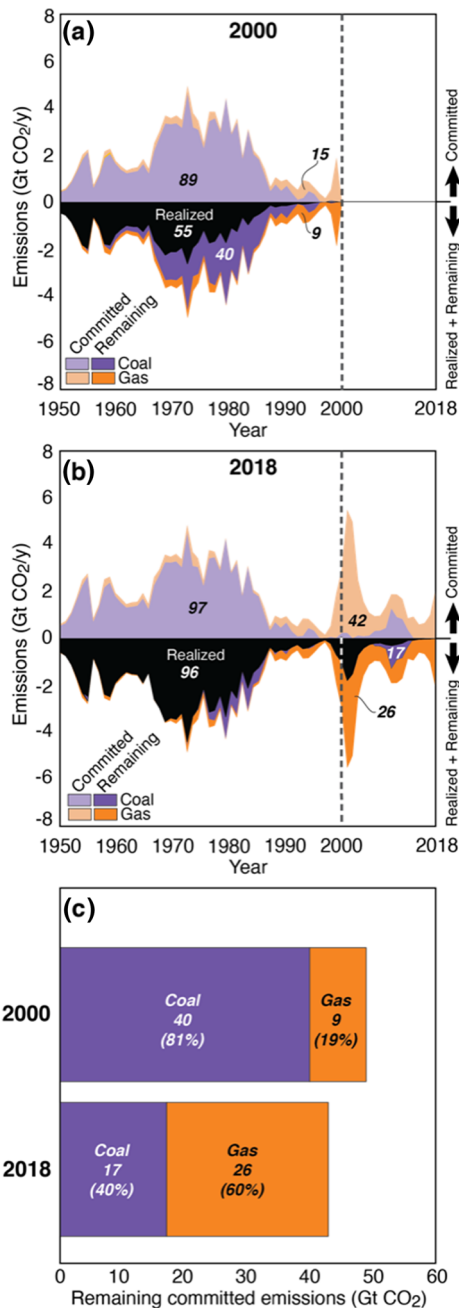 (a)
2000
8
6
4
2
0
-2
-4
-6
-8
Emissions (Gt CO2/y)
89
15
Realized
55
40
9
Committed
Remaining
Coal
Gas
Committed
Realized + Remaining
1950 1960 1970 1980 1990 2000 2018
Year
(b)
2018
8
6
4
2
0
-2
-4
-6
-8
Emissions (Gt CO2/y)
97
42
Realized
96
17
26
Committed
Remaining
Coal
Gas
Committed
Realized + Remaining
1950 1960 1970 1980 1990 2000 2018
Year
(c)
2000
Coal
40
(81%)
Gas
9
(19%)
2018
Coal
17
(40%)
Gas
26
(60%)
0 10 20 30 40 50 60
Remaining committed emissions (Gt CO2)